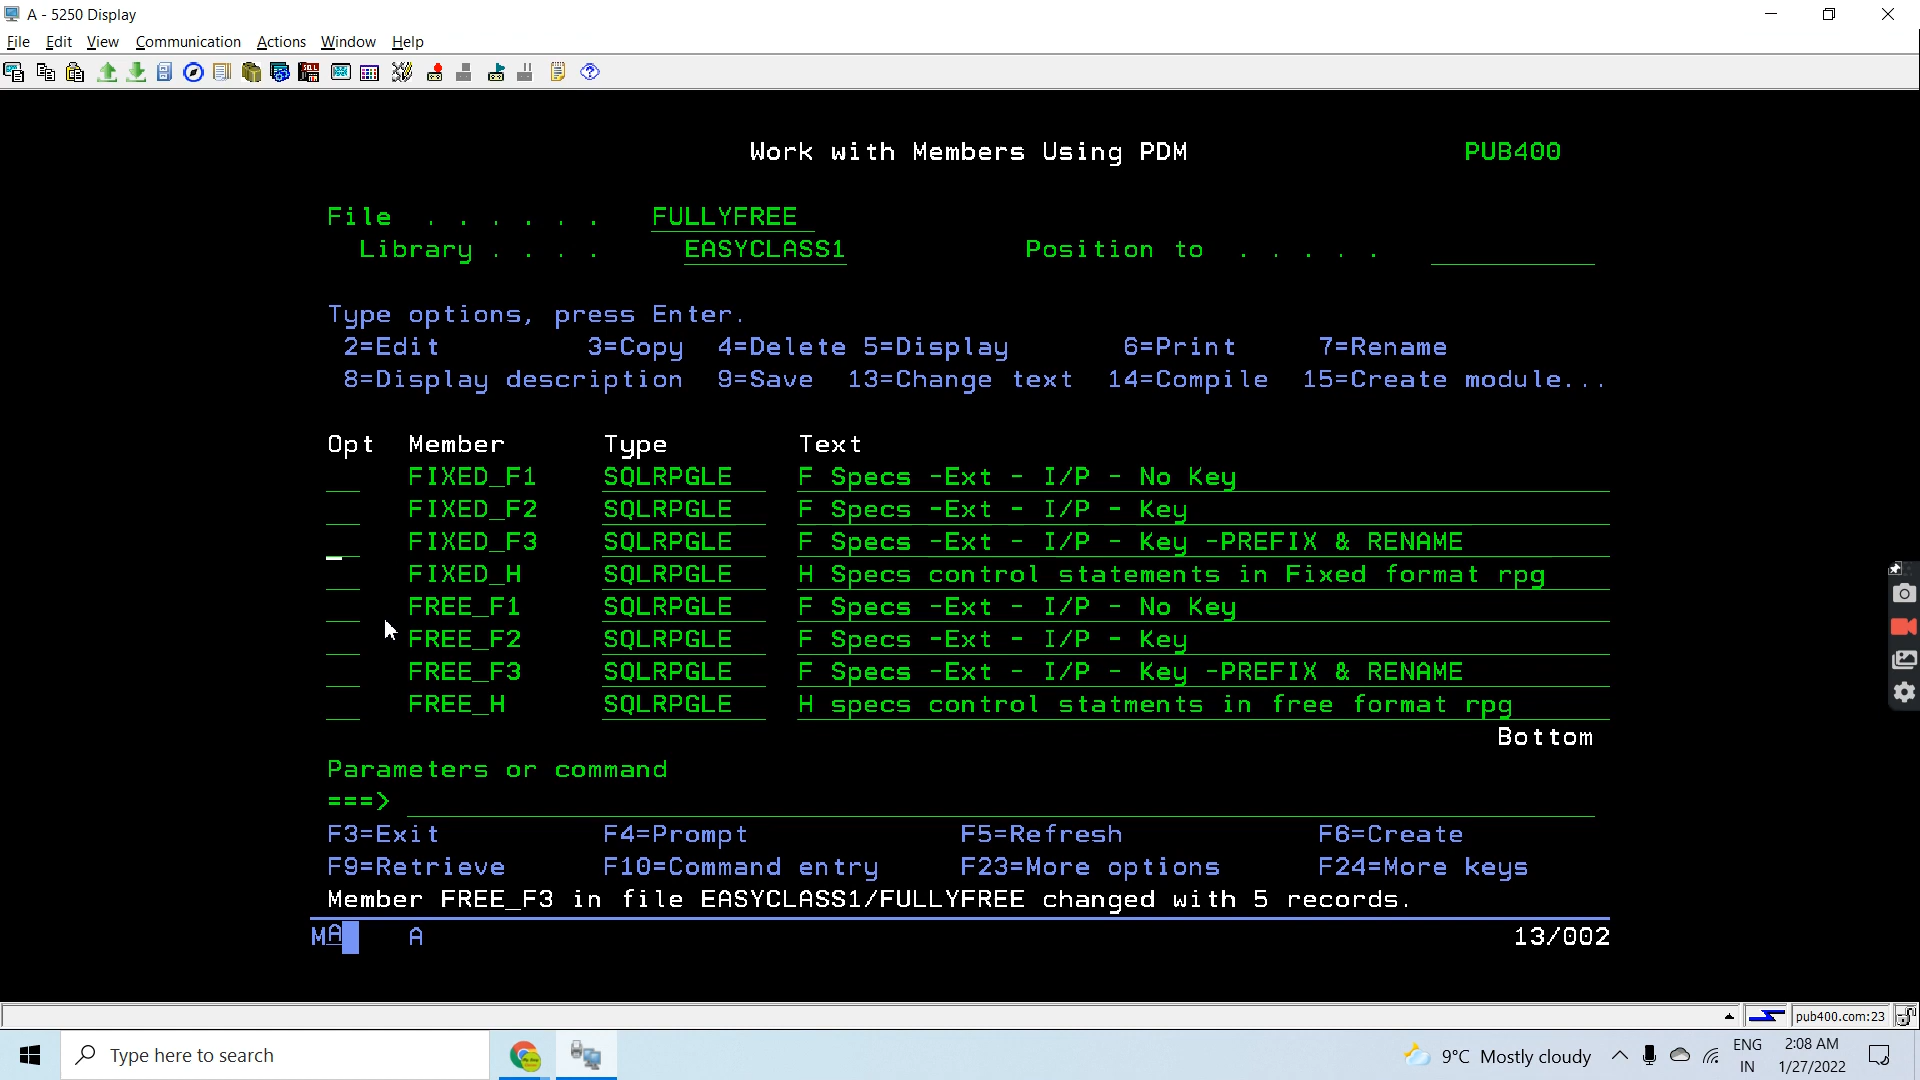 A - 5250 Display
File Edit View Communication Actions Window Help
Work with Members Using PDM PUB400
File . . . . . . FULLYFREE
Library . . . . EASYCLASS1 Position to . . . . .
Type options, press Enter.
2=Edit 3=Copy 4=Delete 5=Display 6=Print 7=Rename
8=Display description 9=Save 13=Change text 14=Compile 15=Create module...
Opt Member Type Text
FIXED_F1 SQLRPGLE F Specs -Ext - I/P - No Key
FIXED_F2 SQLRPGLE F Specs -Ext - I/P - Key
FIXED_F3 SQLRPGLE F Specs -Ext - I/P - Key -PREFIX & RENAME
FIXED_H SQLRPGLE H Specs control statements in Fixed format rpg
FREE_F1 SQLRPGLE F Specs -Ext - I/P - No Key
FREE_F2 SQLRPGLE F Specs -Ext - I/P - Key
FREE_F3 SQLRPGLE F Specs -Ext - I/P - Key -PREFIX & RENAME
FREE_H SQLRPGLE H specs control statments in free format rpg
Bottom
Parameters or command
===>
F3=Exit F4=Prompt F5=Refresh F6=Create
F9=Retrieve F10=Command entry F23=More options F24=More keys
Member FREE_F3 in file EASYCLASS1/FULLYFREE changed with 5 records.
MA A 13/002
pub400.com:23
Type here to search 9°C Mostly cloudy ENG 2:08 AM
IN 1/27/2022